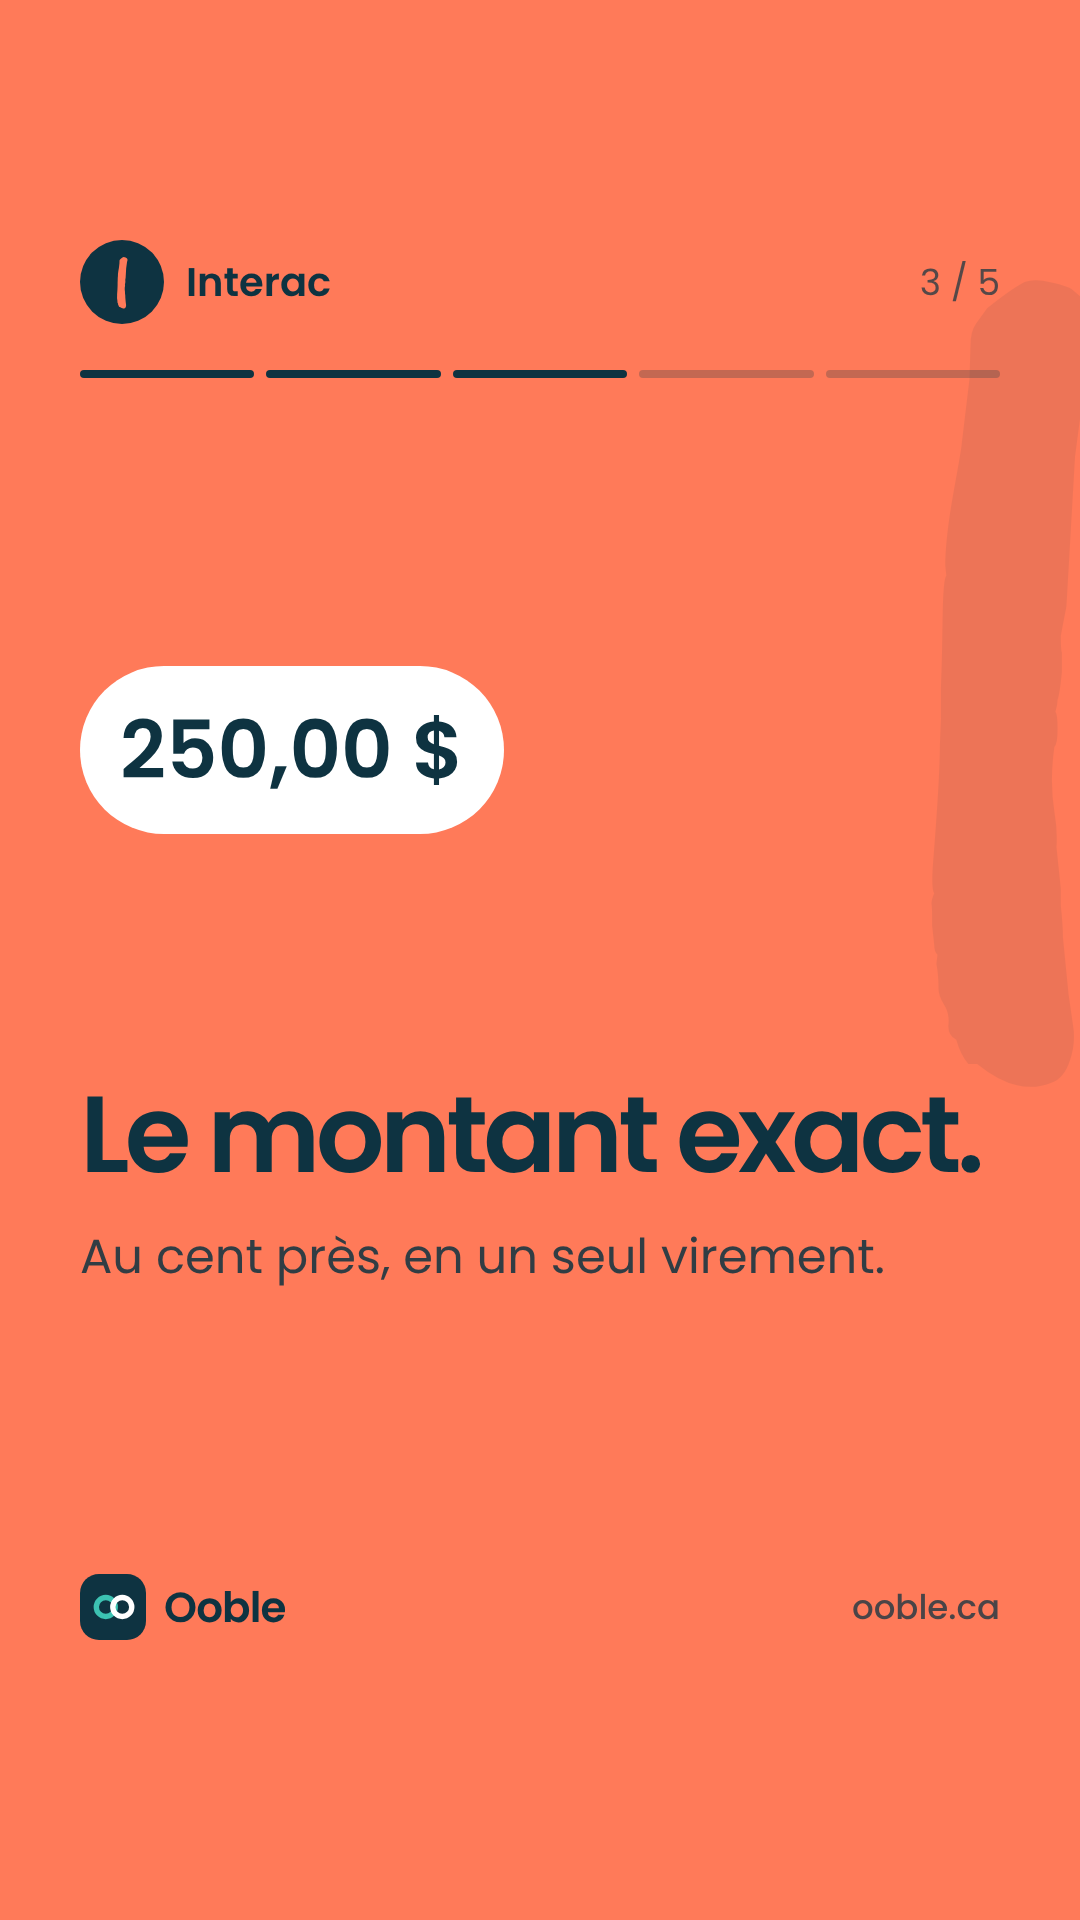 Interac
3 / 5
250,00 $
Le montant exact.
Au cent près, en un seul virement.
Ooble
ooble.ca